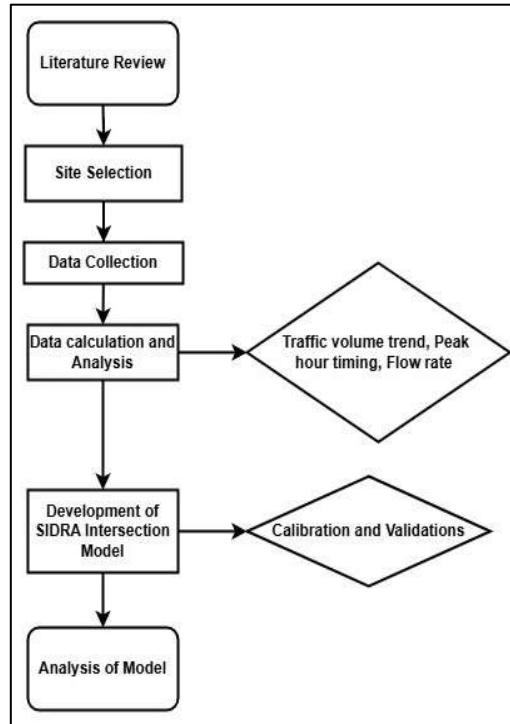 Literature Review
Site Selection
Data Collection
Data calculation and
Analysis
Traffic volume trend, Peak
hour timing, Flow rate
Development of
SIDRA Intersection
Model
Calibration and Validations
Analysis of Model